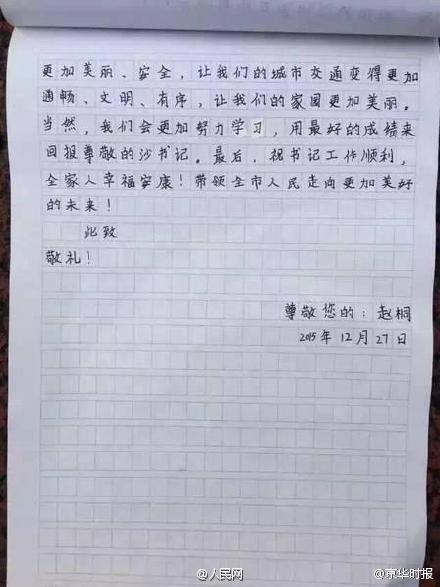 更加美丽、安全，让我们的城市交通变得更加
通畅、文明、有序，让我们的家园更加美丽。
当然，我们会更加努力学习，用最好的成绩来
回报尊敬的沙书记。最后，祝书记工作顺利，
全家人幸福安康！带领全市人民走向更加美好
的未来！
此致
敬礼！
尊敬您的：赵桐
2015年12月27日
@人民网
@京华时报